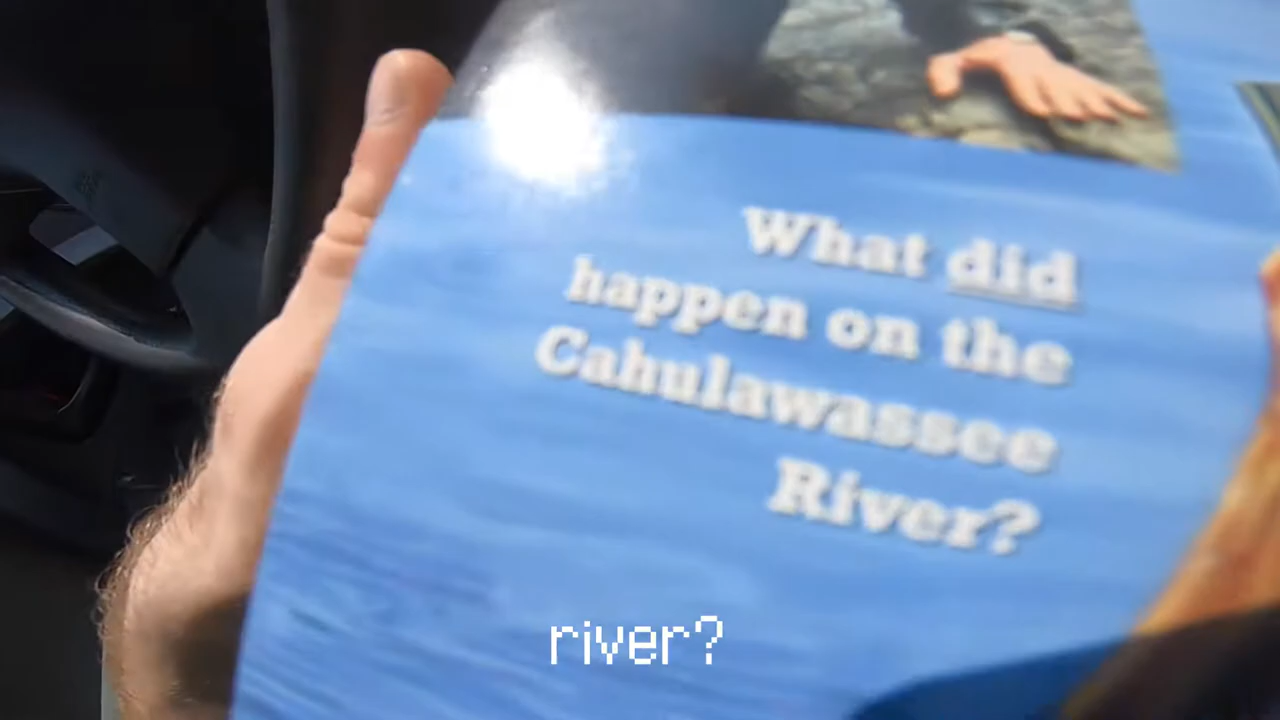 What did
happen on the
Cahulawassee
River?
river?